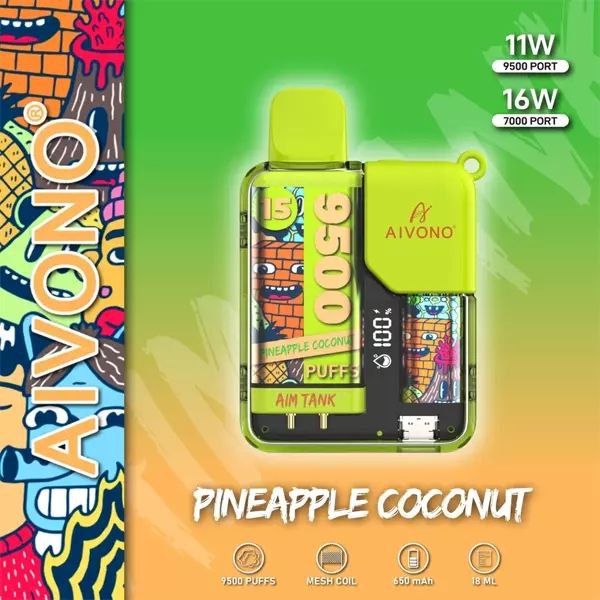 AIVONO®
11W
9500 PORT
16W
7000 PORT
AIVONO®
15
9500
PINEAPPLE COCONUT
PUFFS
AIM TANK
100%
PINEAPPLE COCONUT
9500 PUFFS
MESH COIL
650 mAh
18 ML